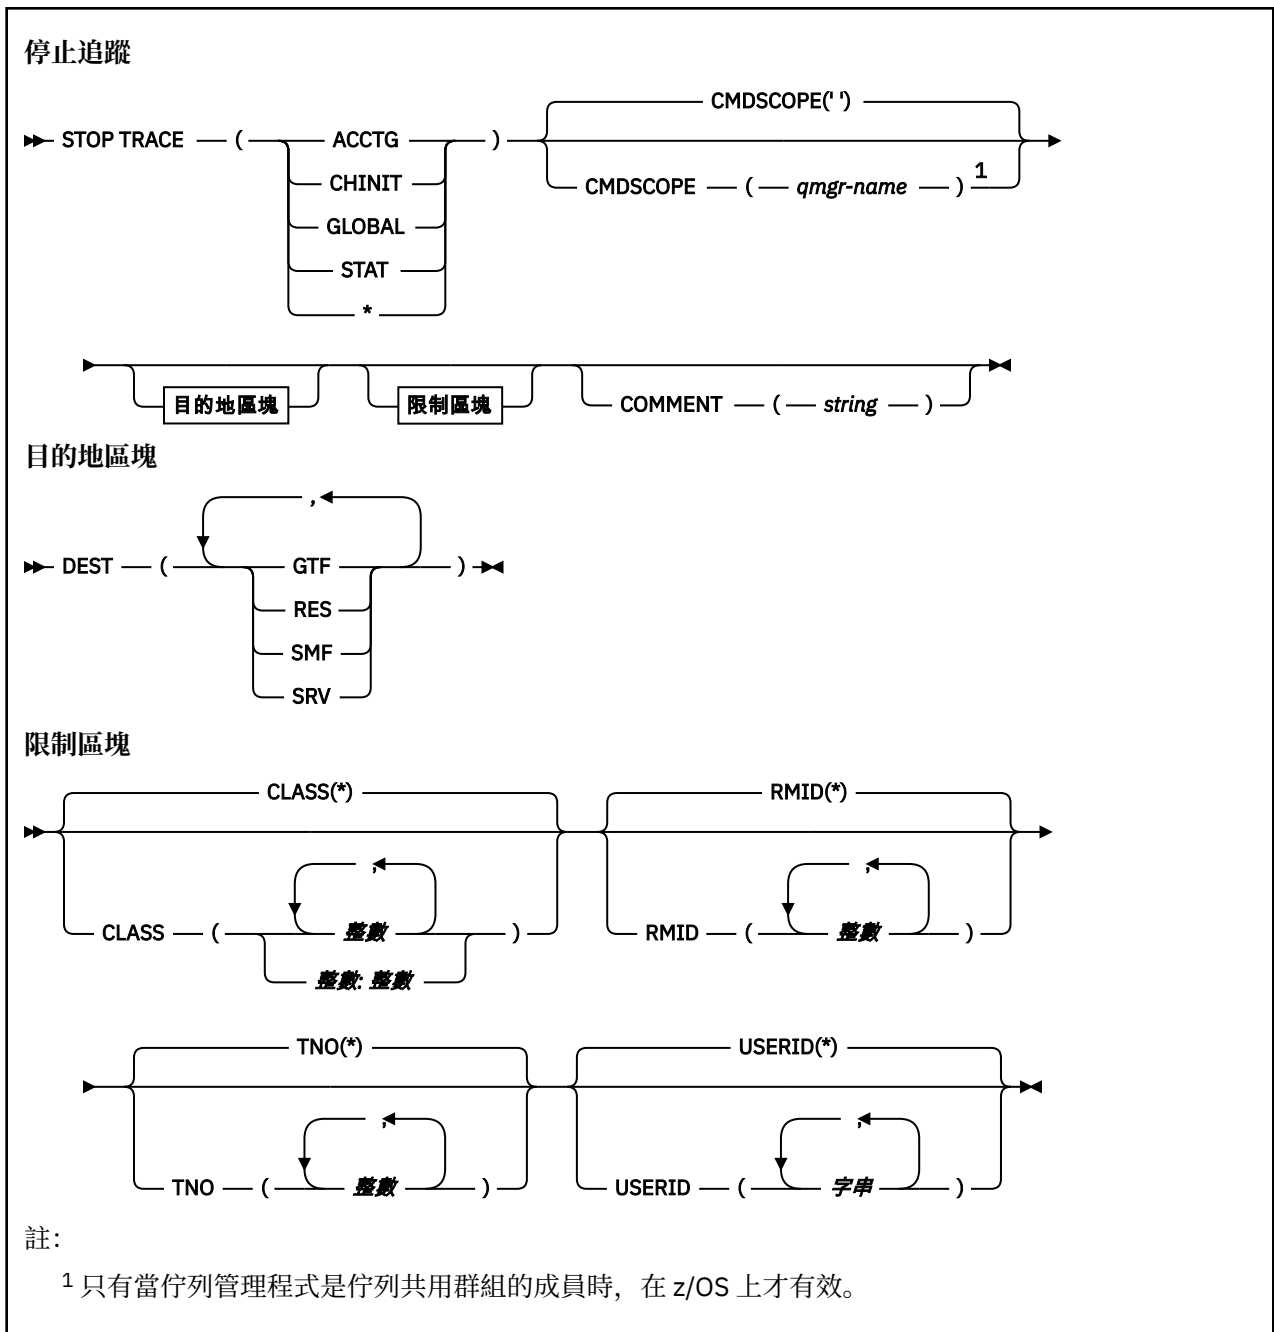 停止追蹤
CMDSCOPE(' ')
STOP TRACE ( ACCTG )
CHINIT
GLOBAL
STAT
*
CMDSCOPE ( qmgr-name ) 1
目的地區塊 限制區塊 COMMENT ( string )
目的地區塊
,
DEST ( GTF )
RES
SMF
SRV
限制區塊
CLASS(*) RMID(*)
, ,
CLASS ( 整數 ) RMID ( 整數 )
整數: 整數
TNO(*) USERID(*)
, ,
TNO ( 整數 ) USERID ( 字串 )
註:
1 只有當佇列管理程式是佇列共用群組的成員時，在 z/OS 上才有效。